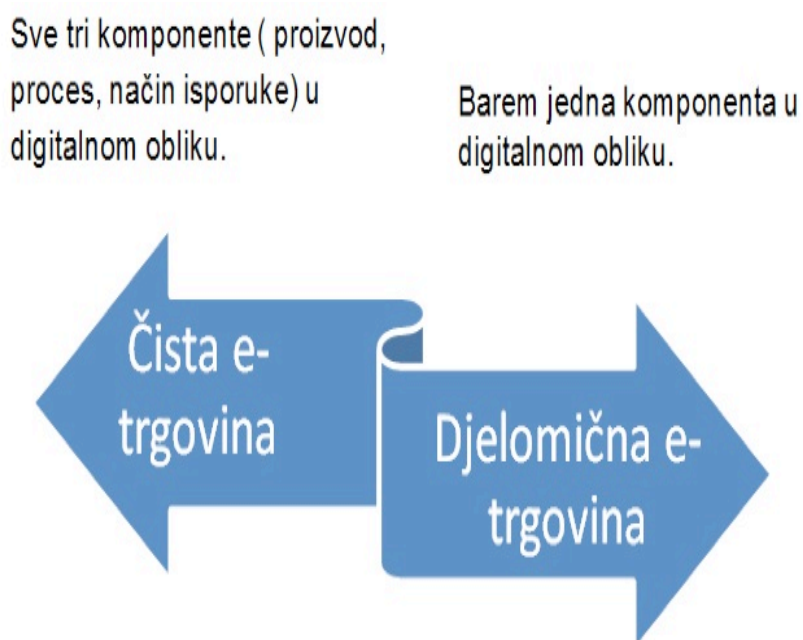 Sve tri komponente ( proizvod,
proces, način isporuke) u
digitalnom obliku.
Barem jedna komponenta u
digitalnom obliku.
Čista e-
trgovina
Djelomična e-
trgovina